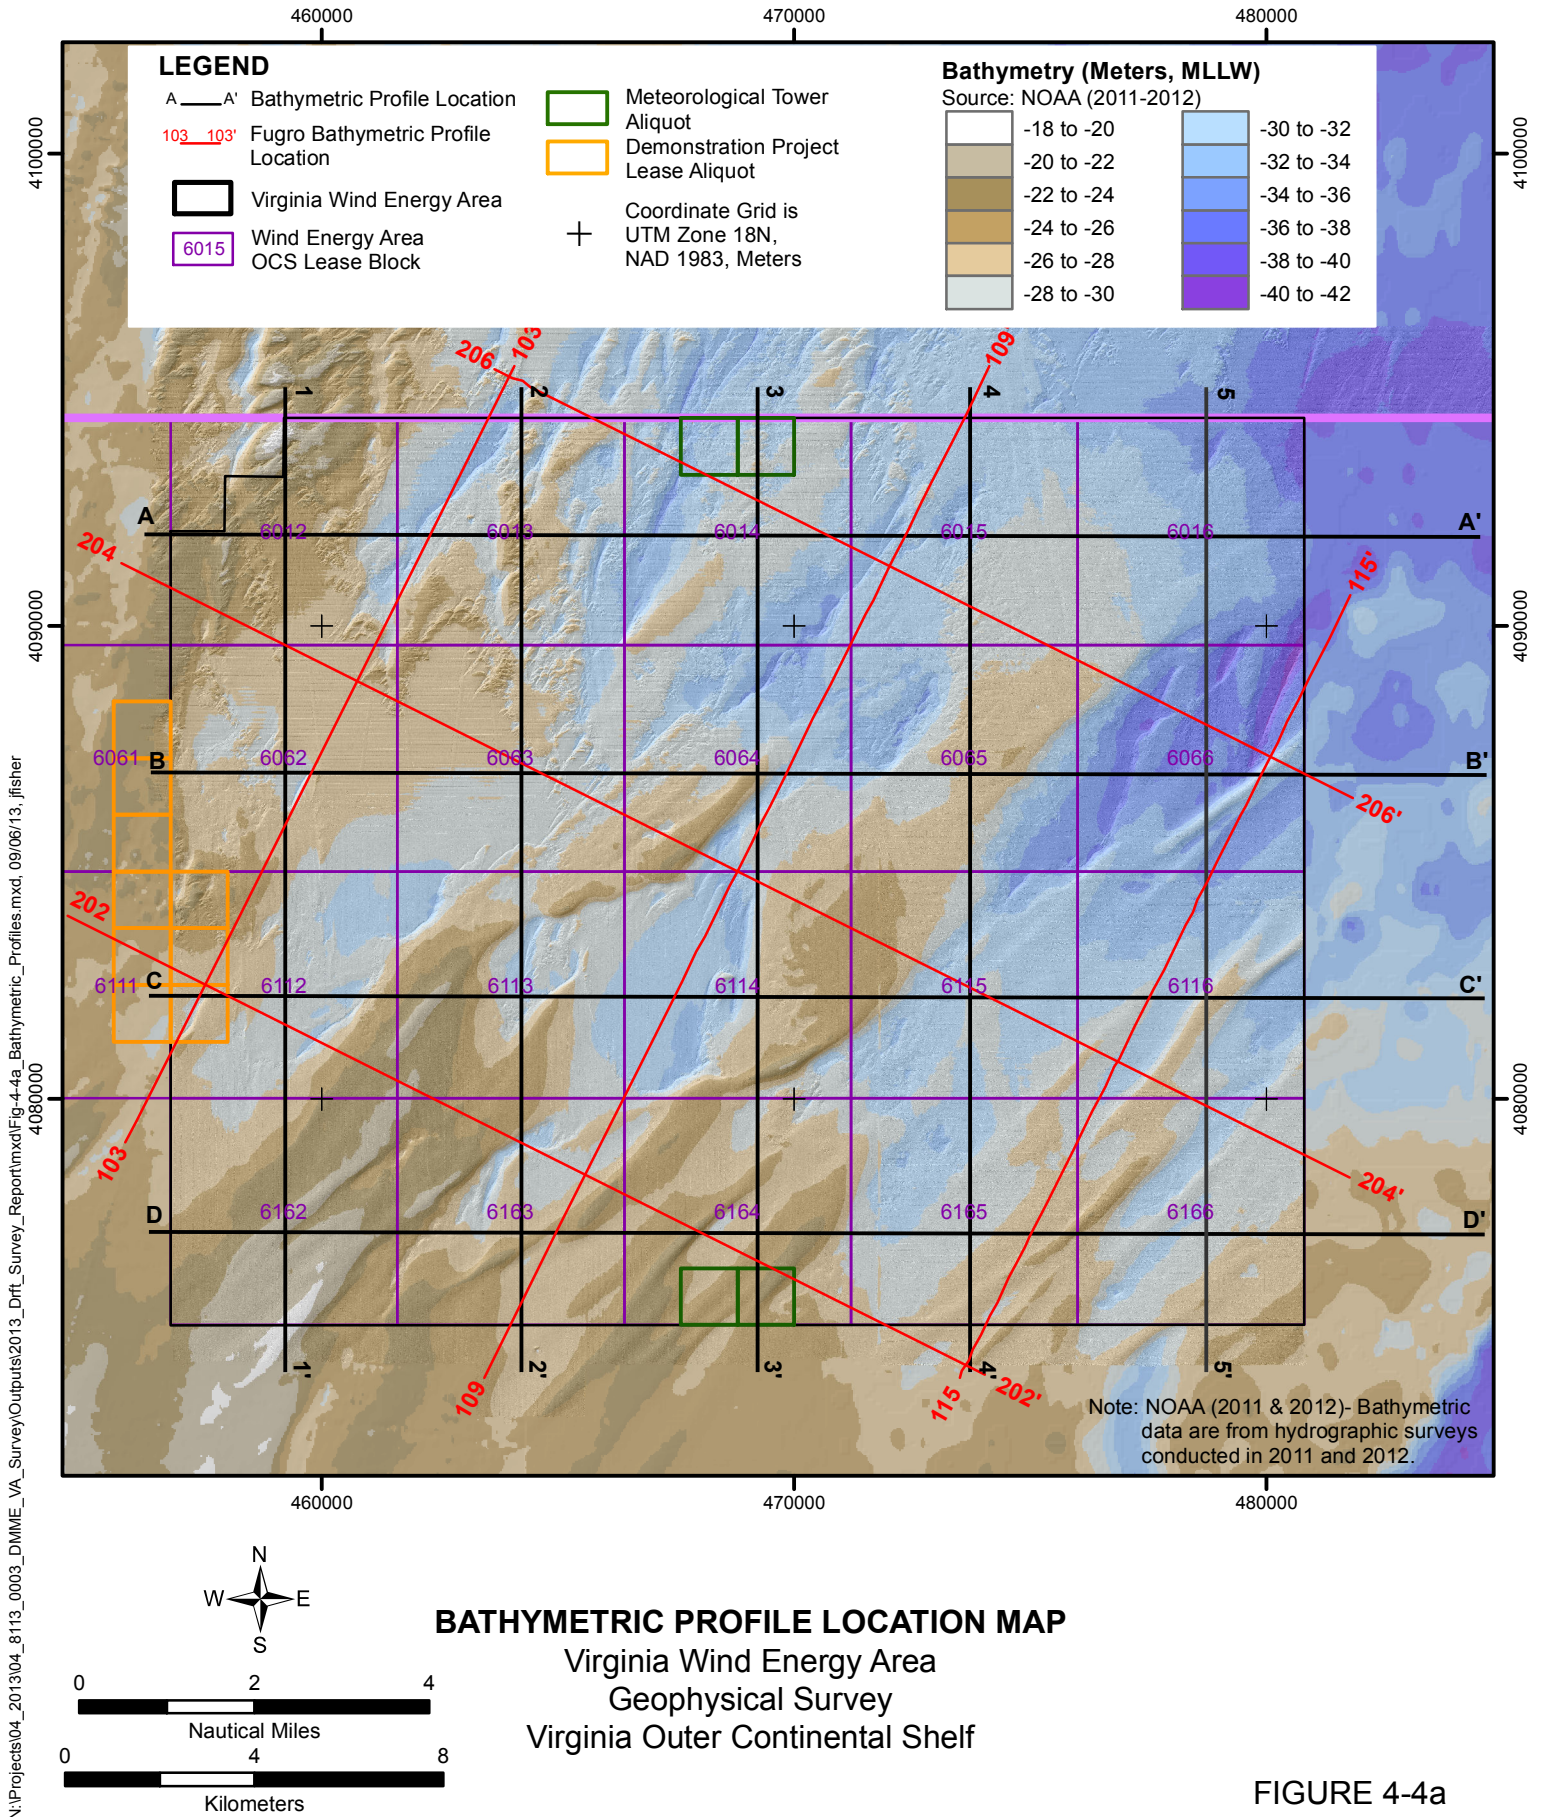 460000 470000 480000
LEGEND
A A' Bathymetric Profile Location
103 103' Fugro Bathymetric Profile
Location
Virginia Wind Energy Area
6015 Wind Energy Area
OCS Lease Block
Meteorological Tower
Aliquot
Demonstration Project
Lease Aliquot
Coordinate Grid is
UTM Zone 18N,
NAD 1983, Meters
Bathymetry (Meters, MLLW)
Source: NOAA (2011-2012)
-18 to -20
-20 to -22
-22 to -24
-24 to -26
-26 to -28
-28 to -30
-30 to -32
-32 to -34
-34 to -36
-36 to -38
-38 to -40
-40 to -42
4100000 4100000
206 103' 109'
1 2 3 4 5
A 6012 6013 6014 6015 6016 A'
204 115'
4090000 4090000
6061 B 6062 6063 6064 6065 6066 B'
206'
202
6111 C 6112 6113 6114 6115 6116 C'
4080000 4080000
103 204'
D 6162 6163 6164 6165 6166 D'
1' 2' 3' 4' 5'
109 115 202'
Note: NOAA (2011 & 2012)- Bathymetric
data are from hydrographic surveys
conducted in 2011 and 2012.
460000 470000 480000
N:\Projects\04_2013\04_8113_0003_DMME_VA_Survey\Outputs\2013_Drft_Survey_Report\mxd\Fig-4-4a_Bathymetric_Profiles.mxd, 09/06/13, jfisher
N
W E
S
0 2 4
Nautical Miles
0 4 8
Kilometers
BATHYMETRIC PROFILE LOCATION MAP
Virginia Wind Energy Area
Geophysical Survey
Virginia Outer Continental Shelf
FIGURE 4-4a